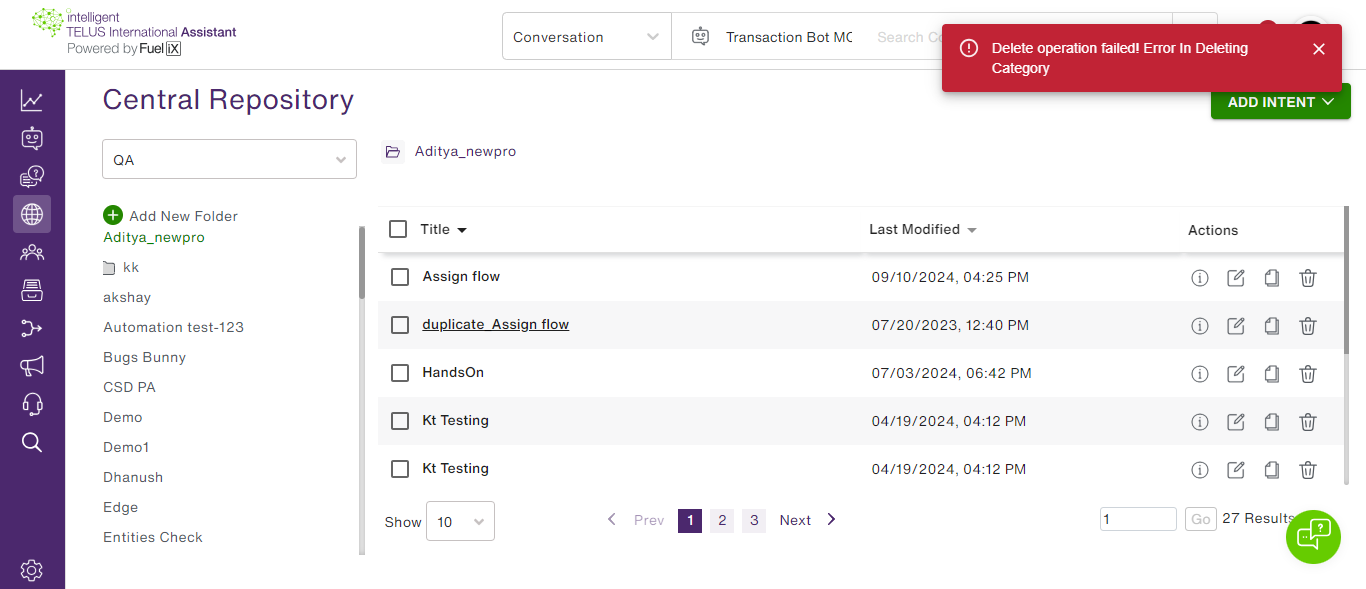 intelligent
TELUS International Assistant
Powered by Fuel iX
Conversation
Transaction Bot MC
Search Co
Delete operation failed! Error In Deleting
Category
Central Repository
ADD INTENT
QA
Aditya_newpro
Add New Folder
Aditya_newpro
kk
akshay
Automation test-123
Bugs Bunny
CSD PA
Demo
Demo1
Dhanush
Edge
Entities Check
Title Last Modified Actions
Assign flow 09/10/2024, 04:25 PM
duplicate_Assign flow 07/20/2023, 12:40 PM
HandsOn 07/03/2024, 06:42 PM
Kt Testing 04/19/2024, 04:12 PM
Kt Testing 04/19/2024, 04:12 PM
Show 10 Prev 1 2 3 Next 1 Go 27 Results